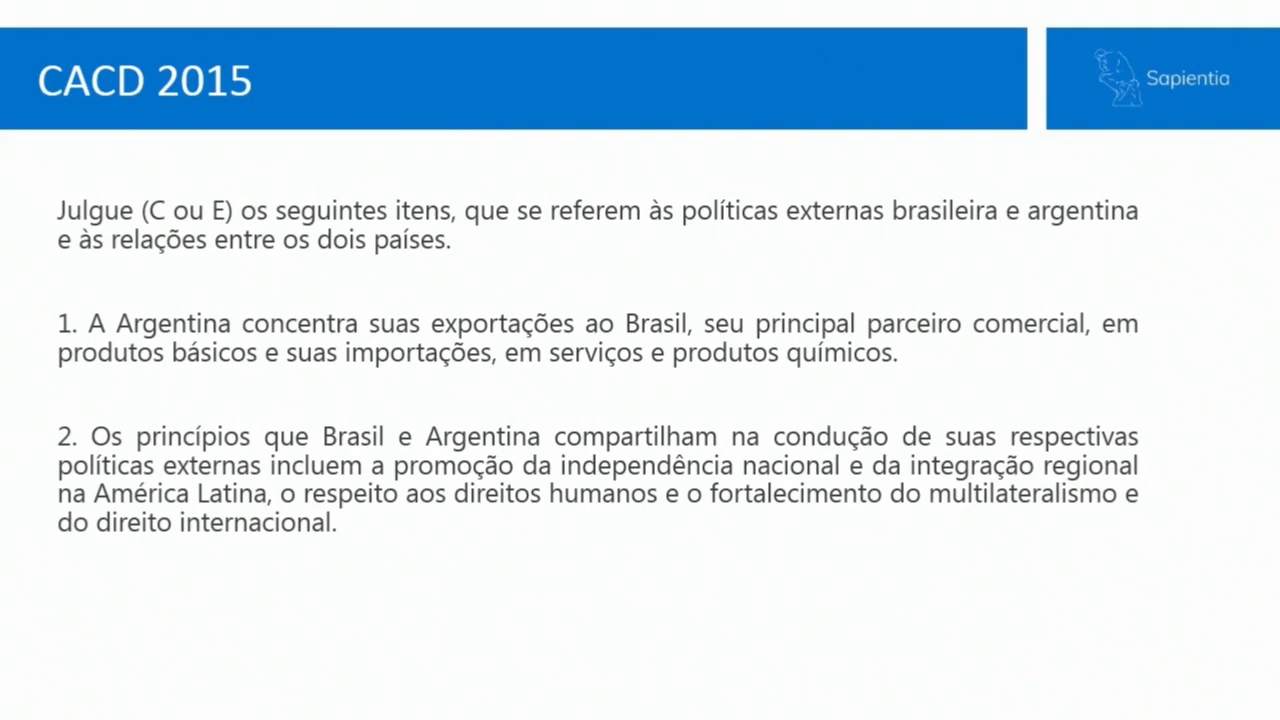 CACD 2015
Sapientia
Julgue (C ou E) os seguintes itens, que se referem às políticas externas brasileira e argentina
e às relações entre os dois países.
1. A Argentina concentra suas exportações ao Brasil, seu principal parceiro comercial, em
produtos básicos e suas importações, em serviços e produtos químicos.
2. Os princípios que Brasil e Argentina compartilham na condução de suas respectivas
políticas externas incluem a promoção da independência nacional e da integração regional
na América Latina, o respeito aos direitos humanos e o fortalecimento do multilateralismo e
do direito internacional.